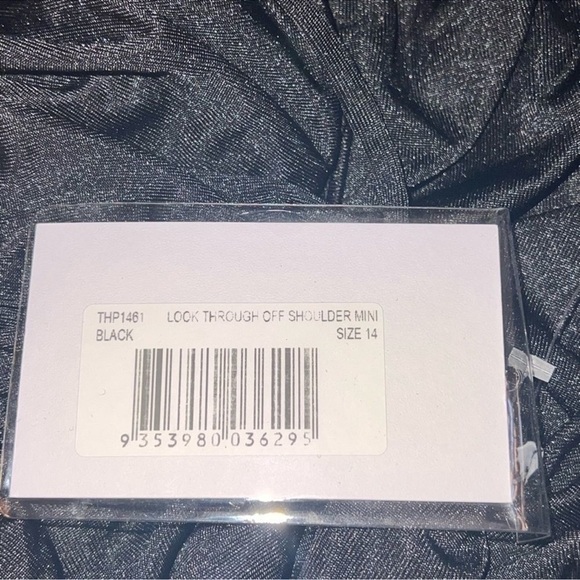 THP1461 LOOK THROUGH OFF SHOULDER MINI
BLACK SIZE 14
9 353980 036295